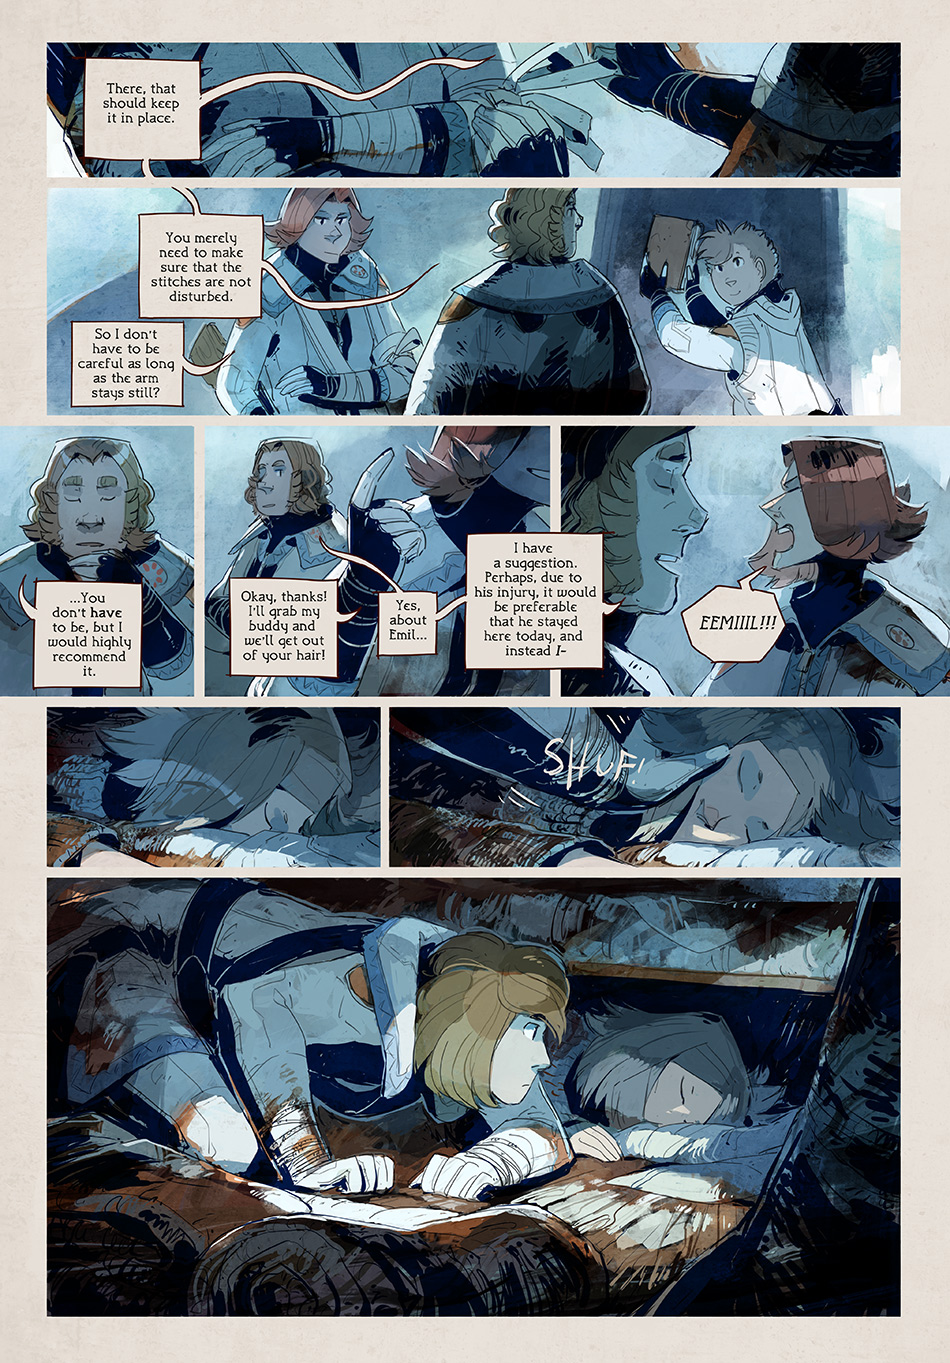 There, that
should keep
it in place.
You merely
need to make
sure that the
stitches are not
disturbed.
So I don't
have to be
careful as long
as the arm
stays still?
...You
don't have
to be, but I
would highly
recommend
it.
Okay, thanks!
I'll grab my
buddy and
we'll get out
of your hair!
Yes,
about
Emil...
I have
a suggestion.
Perhaps, due to
his injury, it would
be preferable
that he stayed
here today, and
instead I-
EEMIIIL!!!
SHUF!